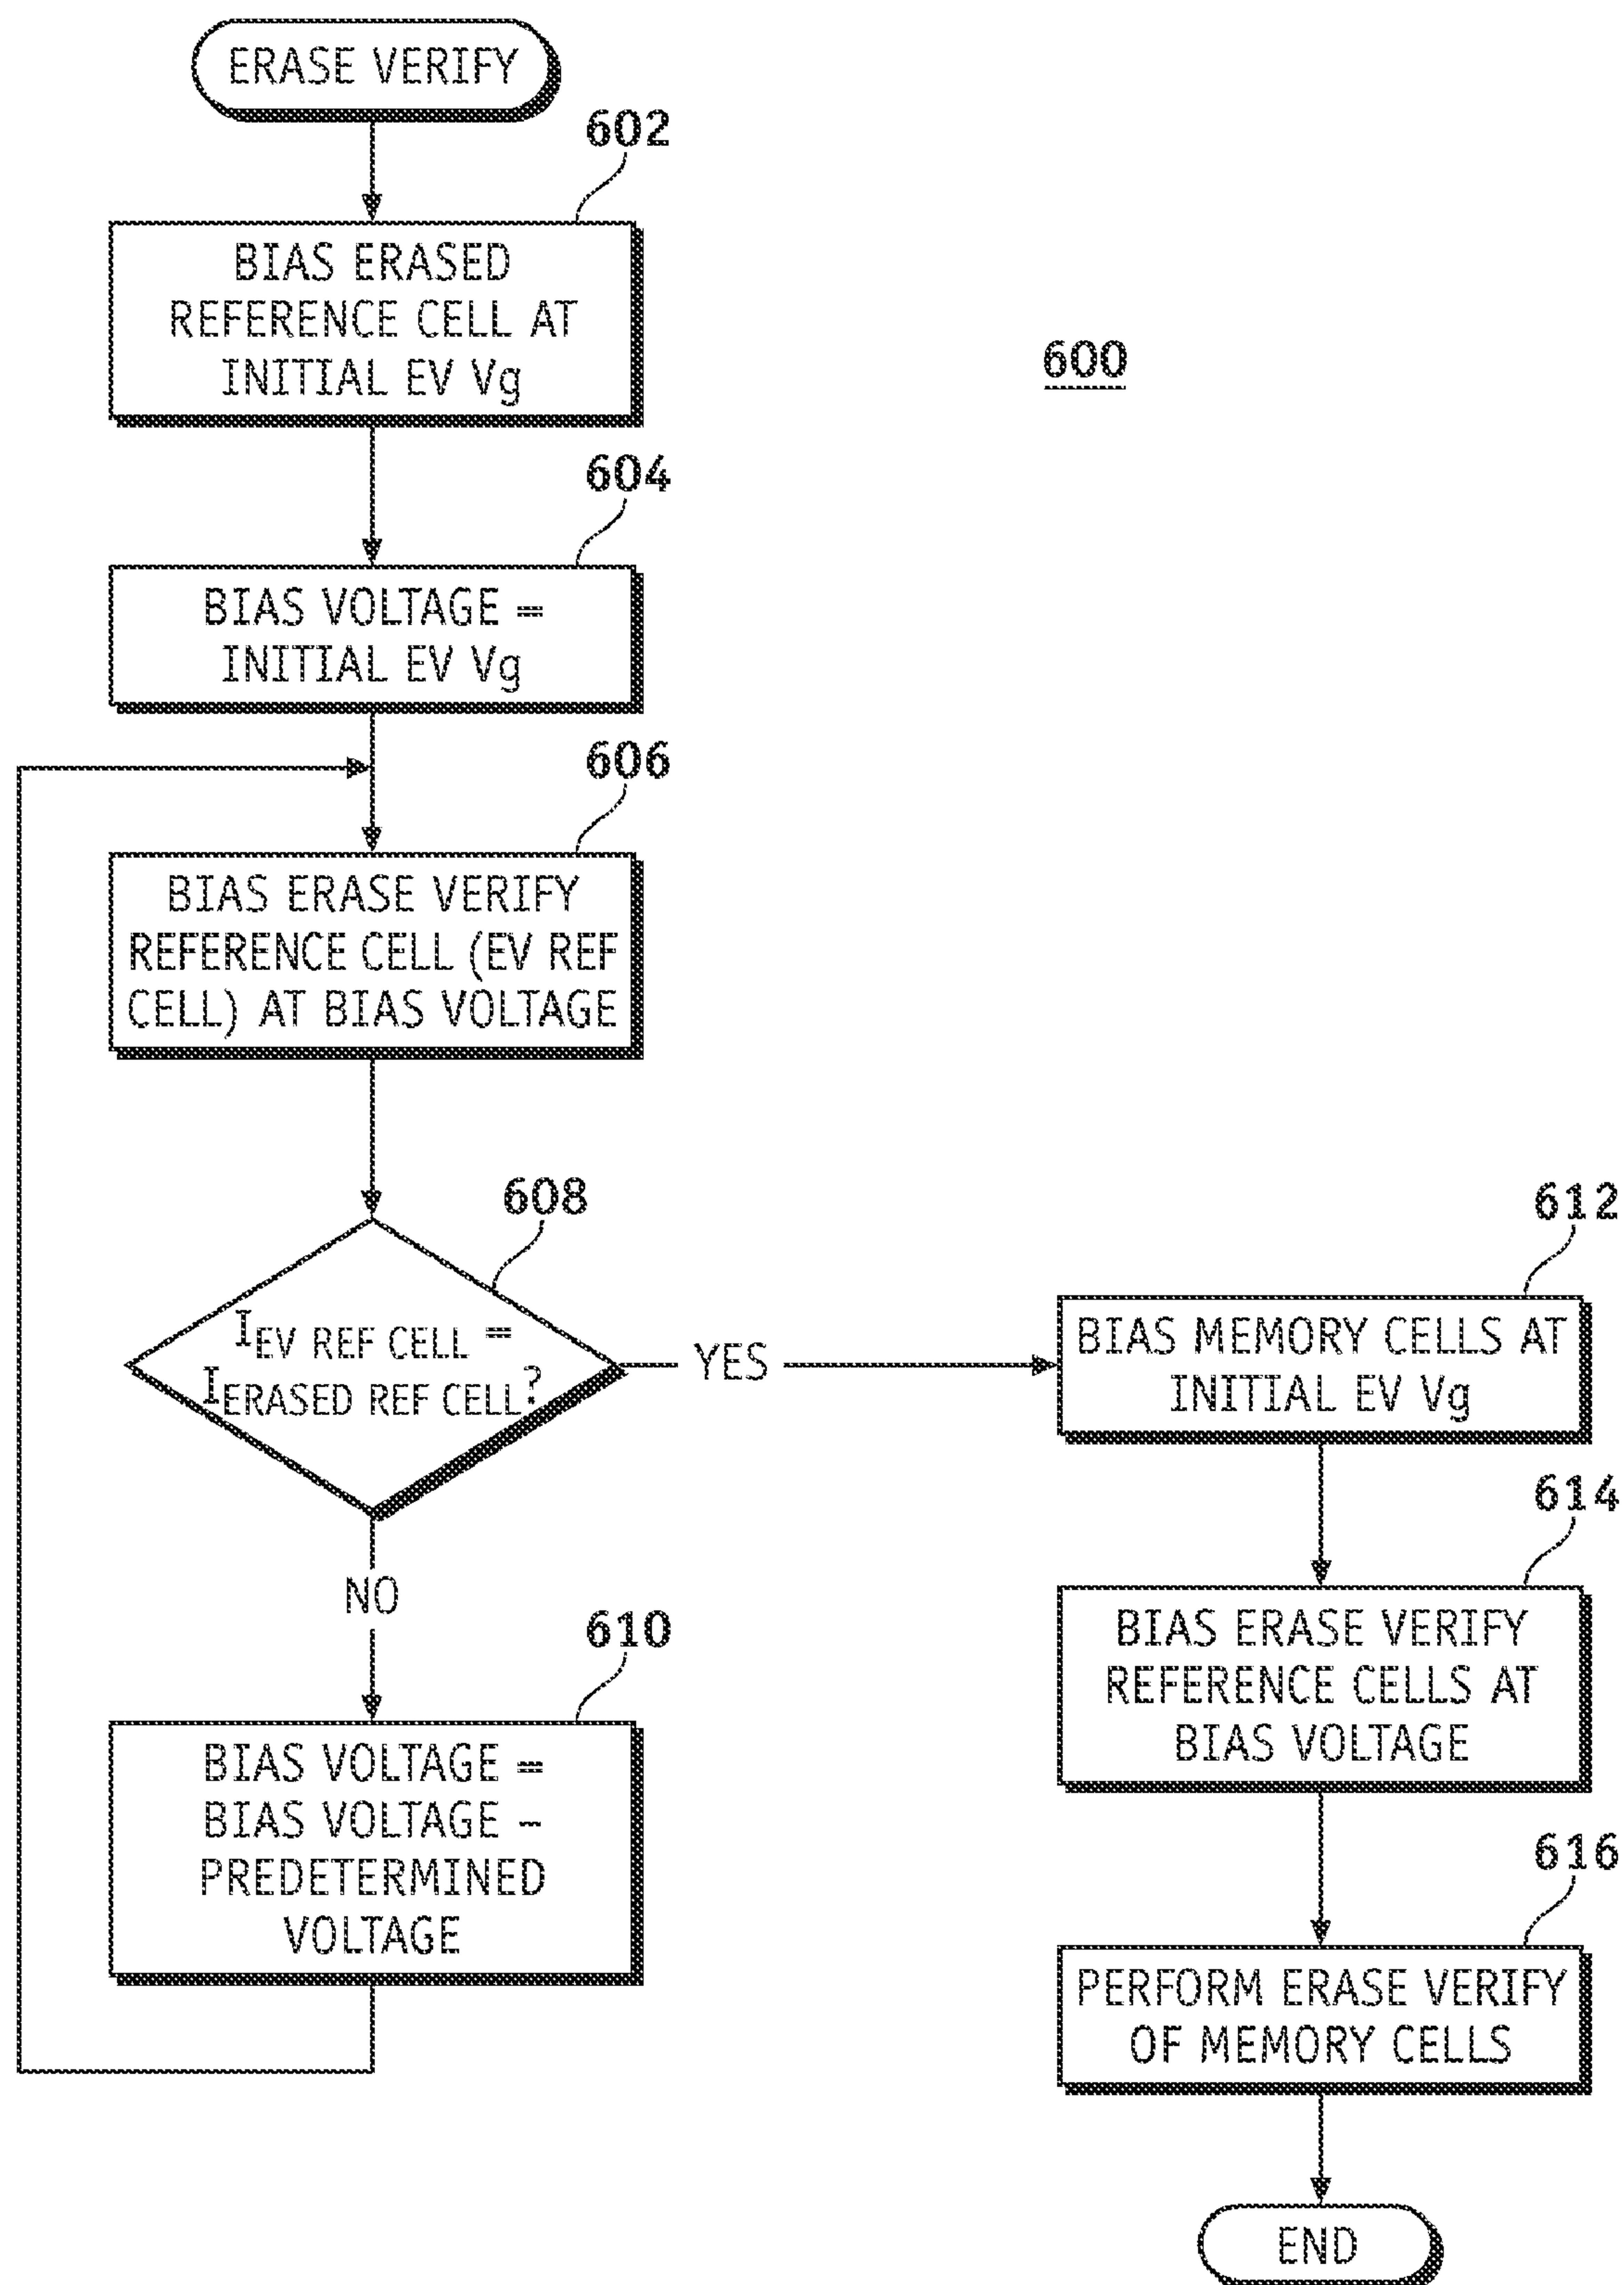 ERASE VERIFY
602
BIAS ERASED
REFERENCE CELL AT
INITIAL EV Vg
600
604
BIAS VOLTAGE =
INITIAL EV Vg
606
BIAS ERASE VERIFY
REFERENCE CELL (EV REF
CELL) AT BIAS VOLTAGE
608
I EV REF CELL =
I ERASED REF CELL?
YES
NO
610
BIAS VOLTAGE =
BIAS VOLTAGE –
PREDETERMINED
VOLTAGE
612
BIAS MEMORY CELLS AT
INITIAL EV Vg
614
BIAS ERASE VERIFY
REFERENCE CELLS AT
BIAS VOLTAGE
616
PERFORM ERASE VERIFY
OF MEMORY CELLS
END